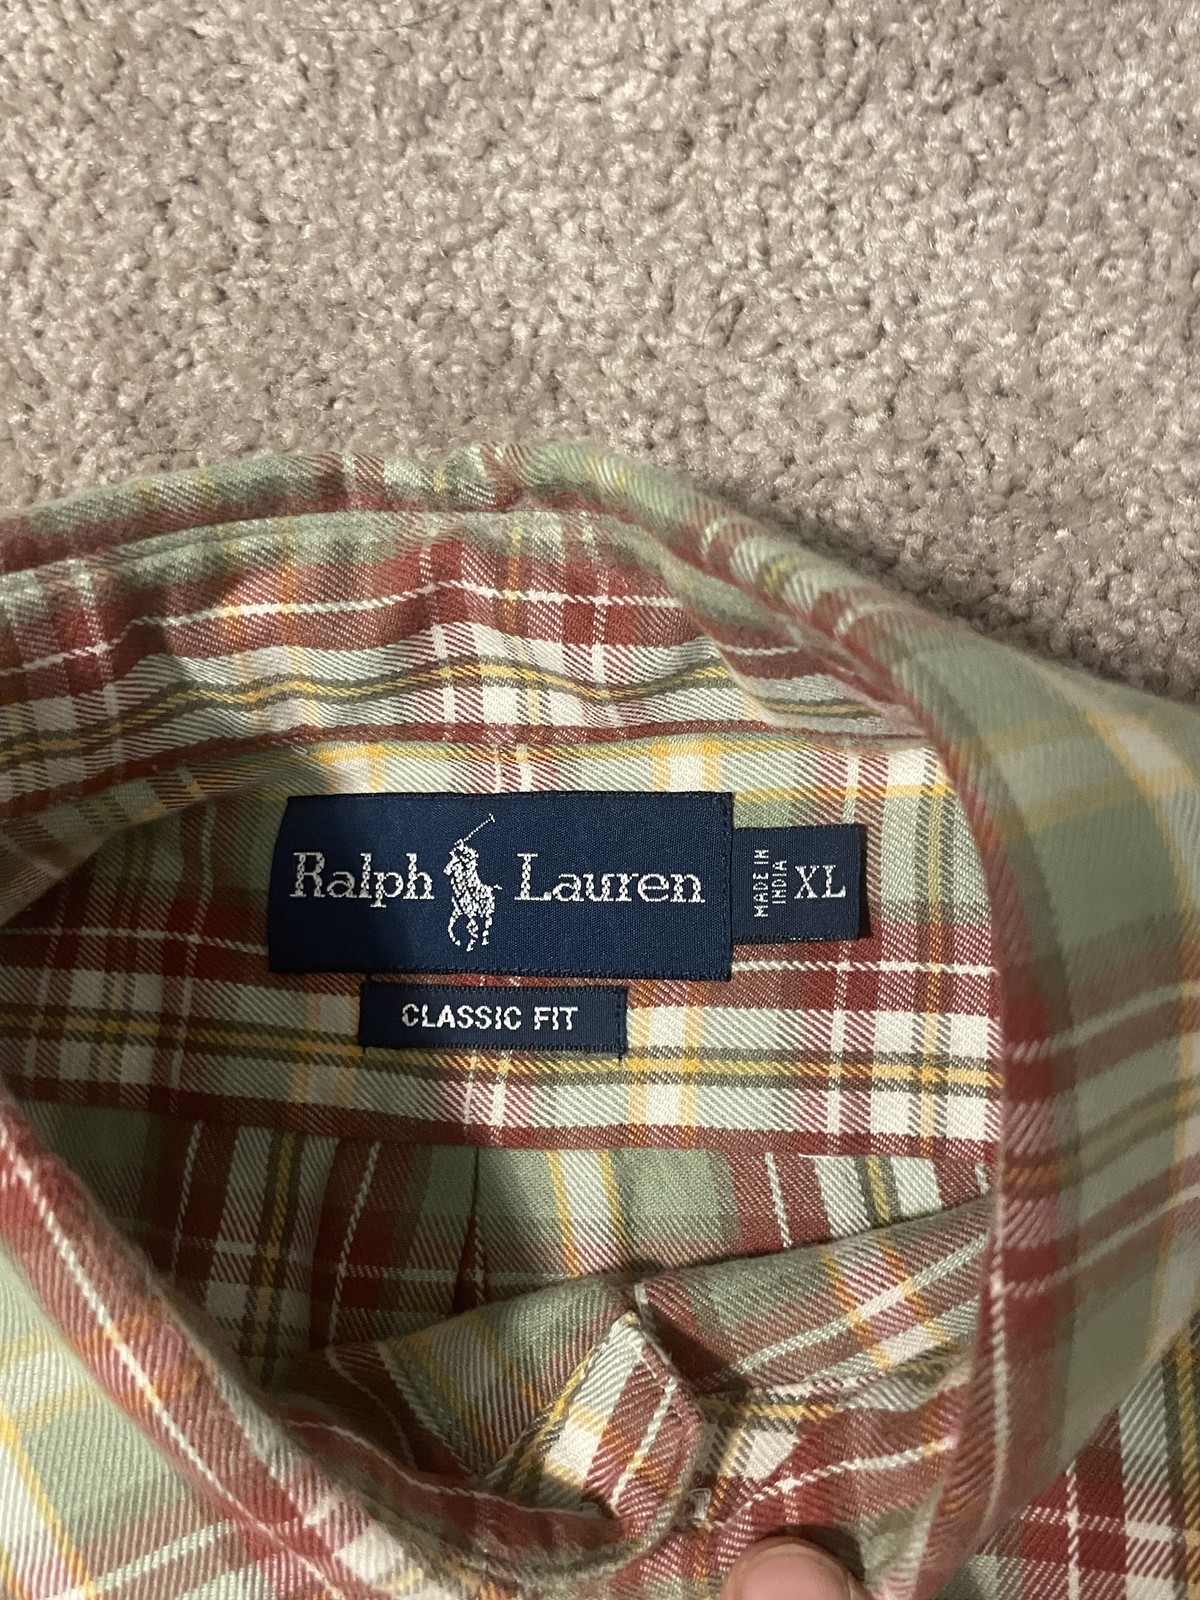 Ralph Lauren
MADE IN
INDIA
XL
CLASSIC FIT